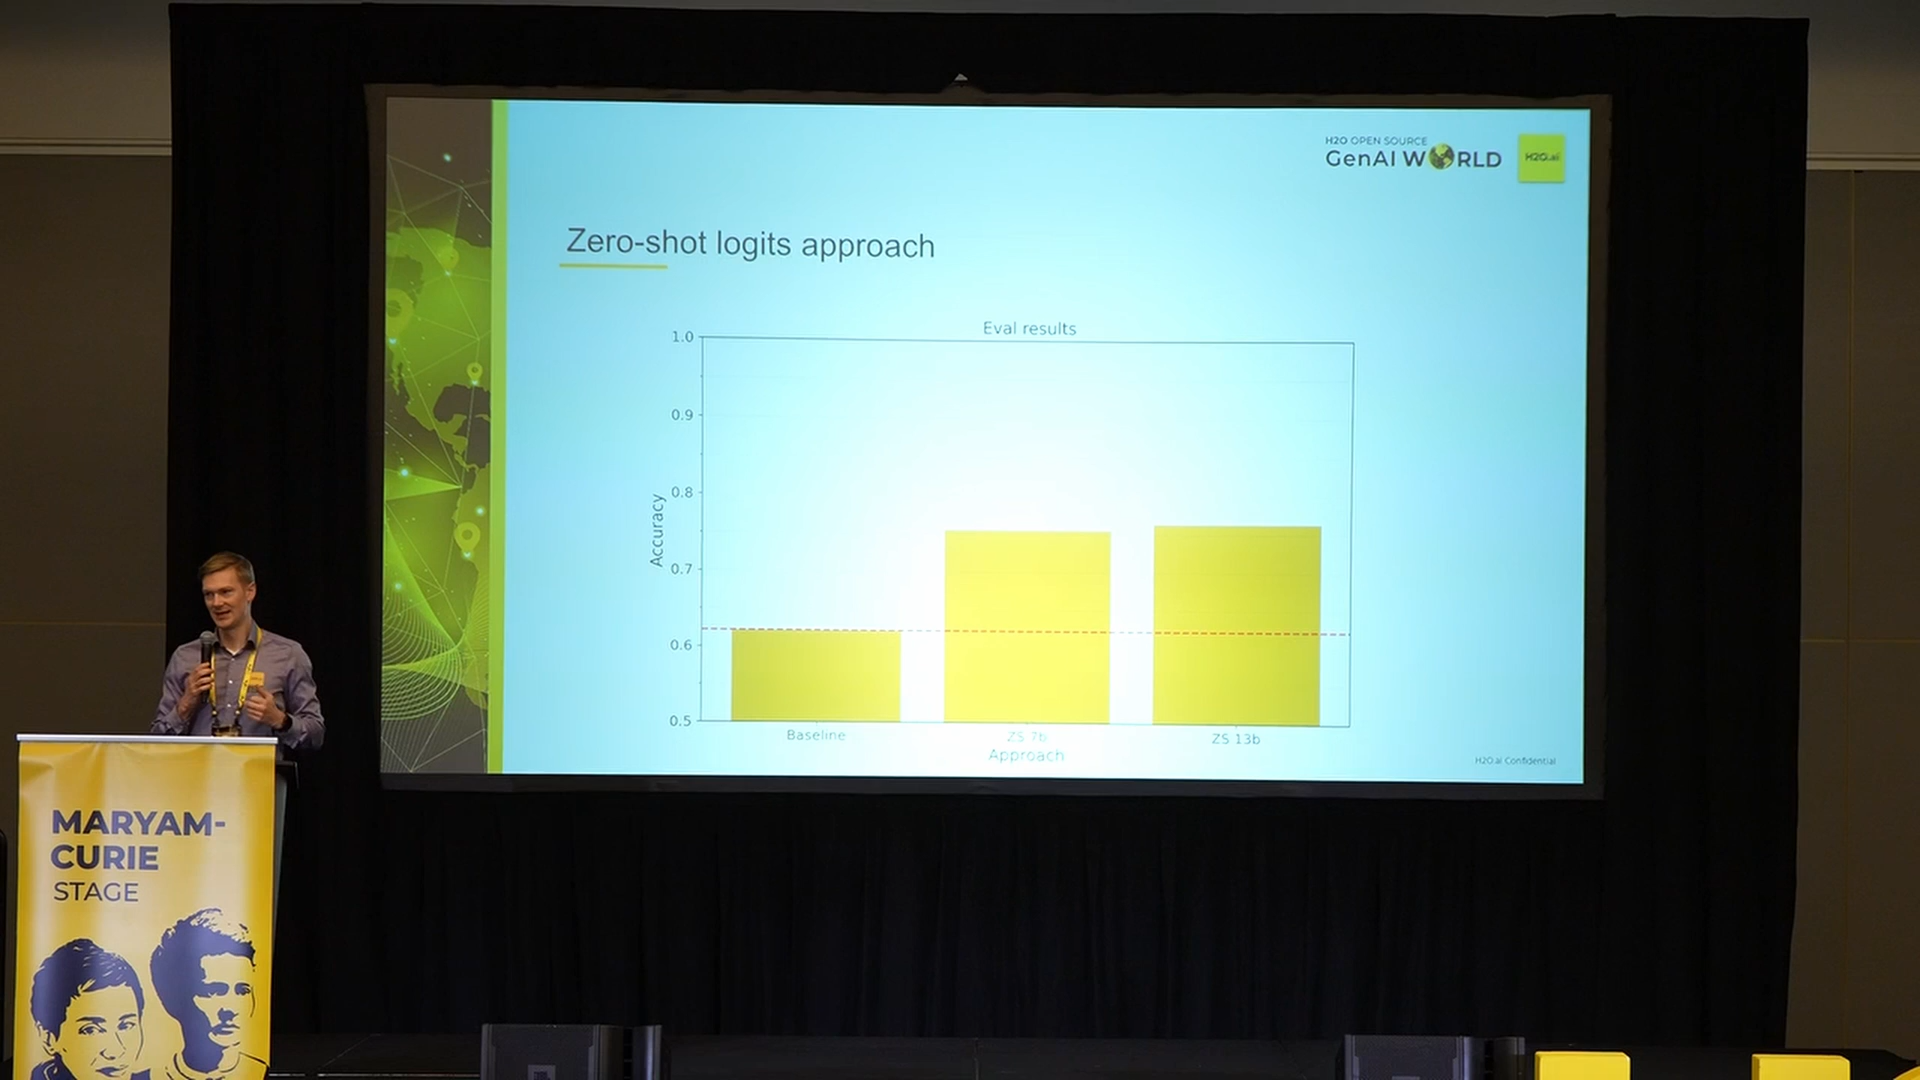 H2O OPEN SOURCE
GenAI WORLD
H2O.ai
Zero-shot logits approach
Eval results
1.0
0.9
0.8
0.7
0.6
0.5
Accuracy
Baseline
ZS 7b
ZS 13b
Approach
H2O.ai Confidential
MARYAM-
CURIE
STAGE